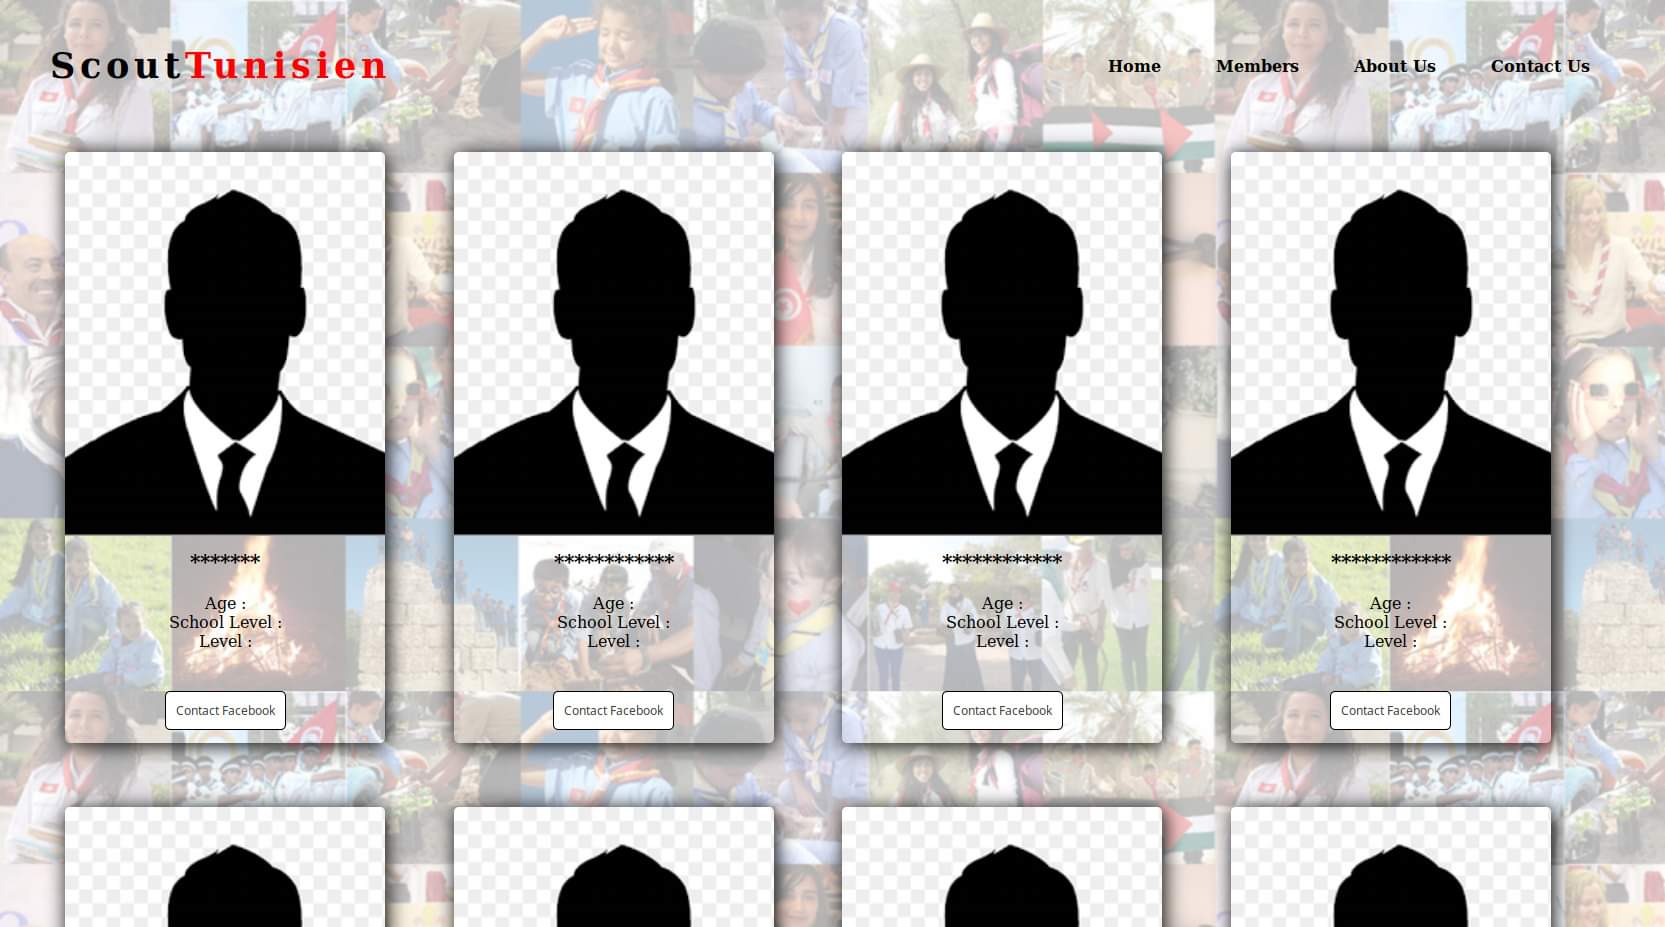 ScoutTunisien
Home Members About Us Contact Us
*******
Age :
School Level :
Level :
Contact Facebook
************
Age :
School Level :
Level :
Contact Facebook
************
Age :
School Level :
Level :
Contact Facebook
************
Age :
School Level :
Level :
Contact Facebook